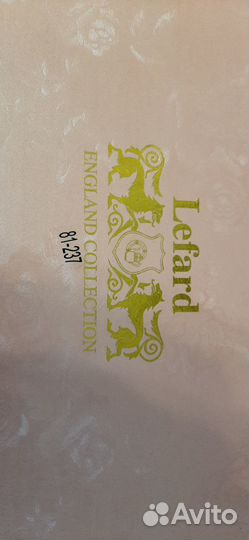 Lefard
ENGLAND COLLECTION
81-237
Avito